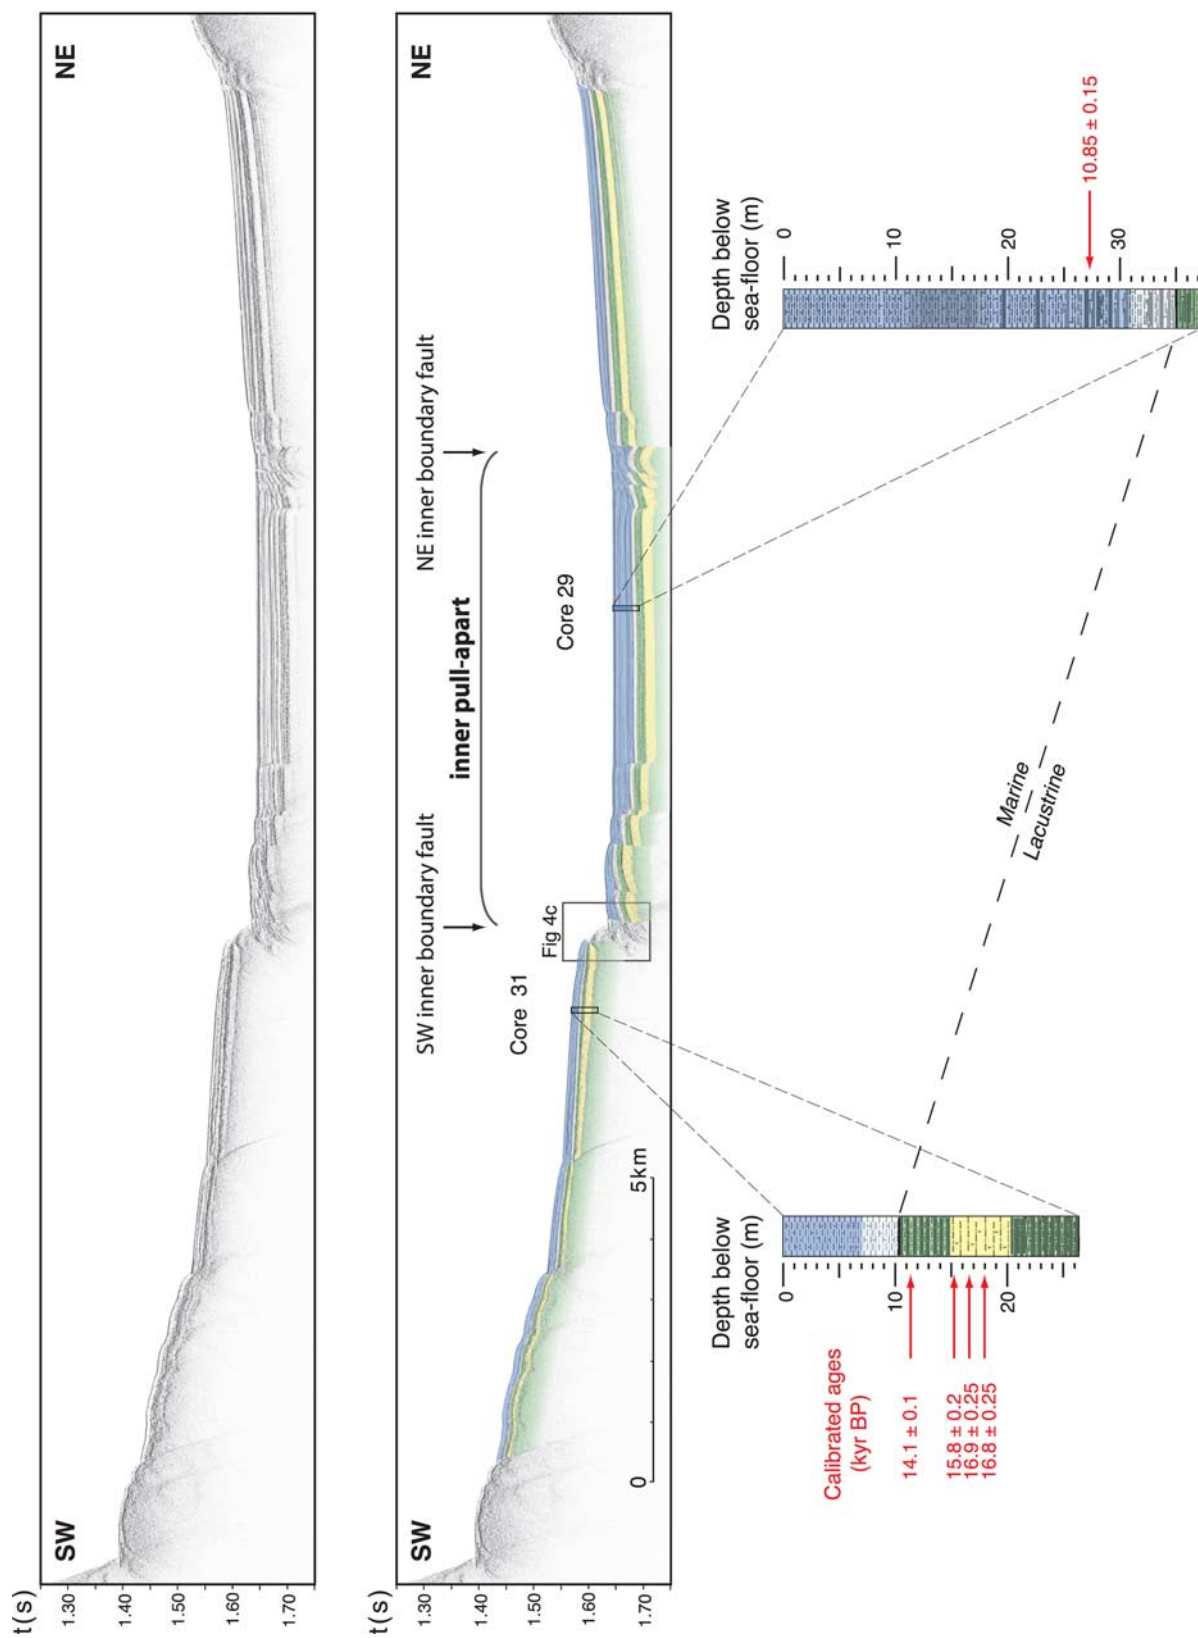 SW
NE
t(s)
1.30
1.40
1.50
1.60
1.70
SW inner boundary fault
NE inner boundary fault
inner pull-apart
SW
NE
Core 31
Fig 4c
Core 29
0
5km
t(s)
1.30
1.40
1.50
1.60
1.70
Depth below
sea-floor (m)
0
10
20
Calibrated ages
(kyr BP)
14.1 ± 0.1
15.8 ± 0.2
16.9 ± 0.25
16.8 ± 0.25
Marine
Lacustrine
Depth below
sea-floor (m)
0
10
20
30
10.85 ± 0.15